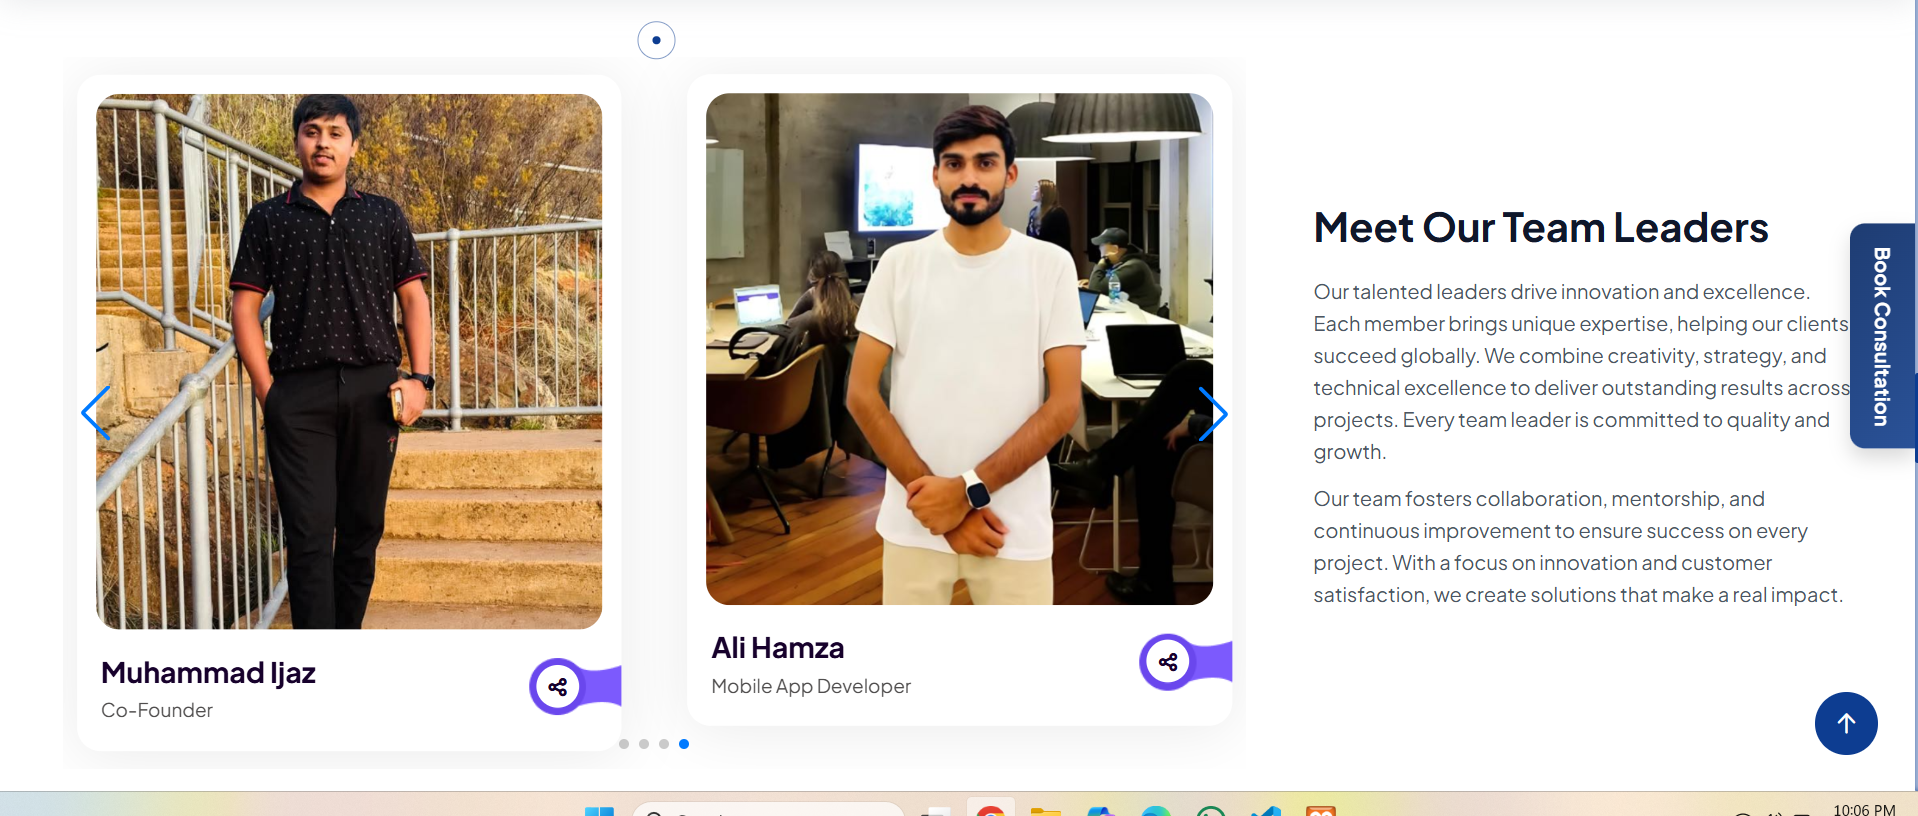 Muhammad Ijaz
Co-Founder
Ali Hamza
Mobile App Developer
Meet Our Team Leaders
Our talented leaders drive innovation and excellence.
Each member brings unique expertise, helping our clients
succeed globally. We combine creativity, strategy, and
technical excellence to deliver outstanding results across
projects. Every team leader is committed to quality and
growth.
Our team fosters collaboration, mentorship, and
continuous improvement to ensure success on every
project. With a focus on innovation and customer
satisfaction, we create solutions that make a real impact.
Book Consultation
10:06 PM